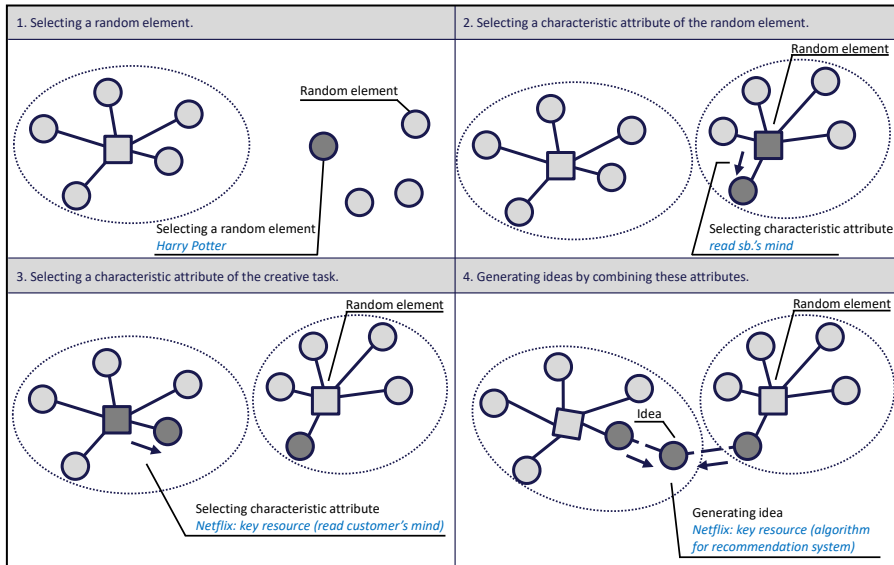 1. Selecting a random element.
Random element
Selecting a random element
Harry Potter
2. Selecting a characteristic attribute of the random element.
Random element
Selecting characteristic attribute
read sb.'s mind
3. Selecting a characteristic attribute of the creative task.
Random element
Selecting characteristic attribute
Netflix: key resource (read customer's mind)
4. Generating ideas by combining these attributes.
Random element
Idea
Generating idea
Netflix: key resource (algorithm
for recommendation system)